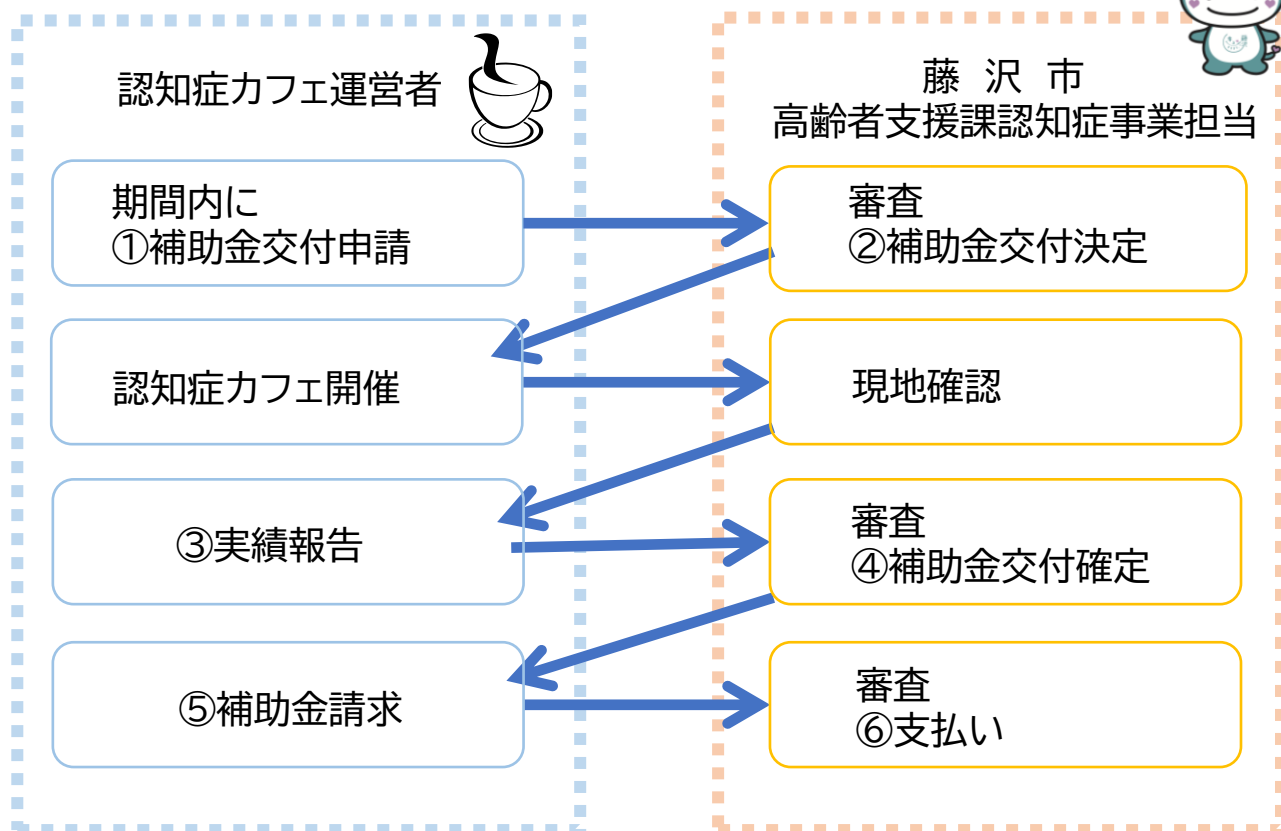 認知症カフェ運営者
藤 沢 市
高齢者支援課認知症事業担当
期間内に
①補助金交付申請
審査
②補助金交付決定
認知症カフェ開催
現地確認
③実績報告
審査
④補助金交付確定
⑤補助金請求
審査
⑥支払い